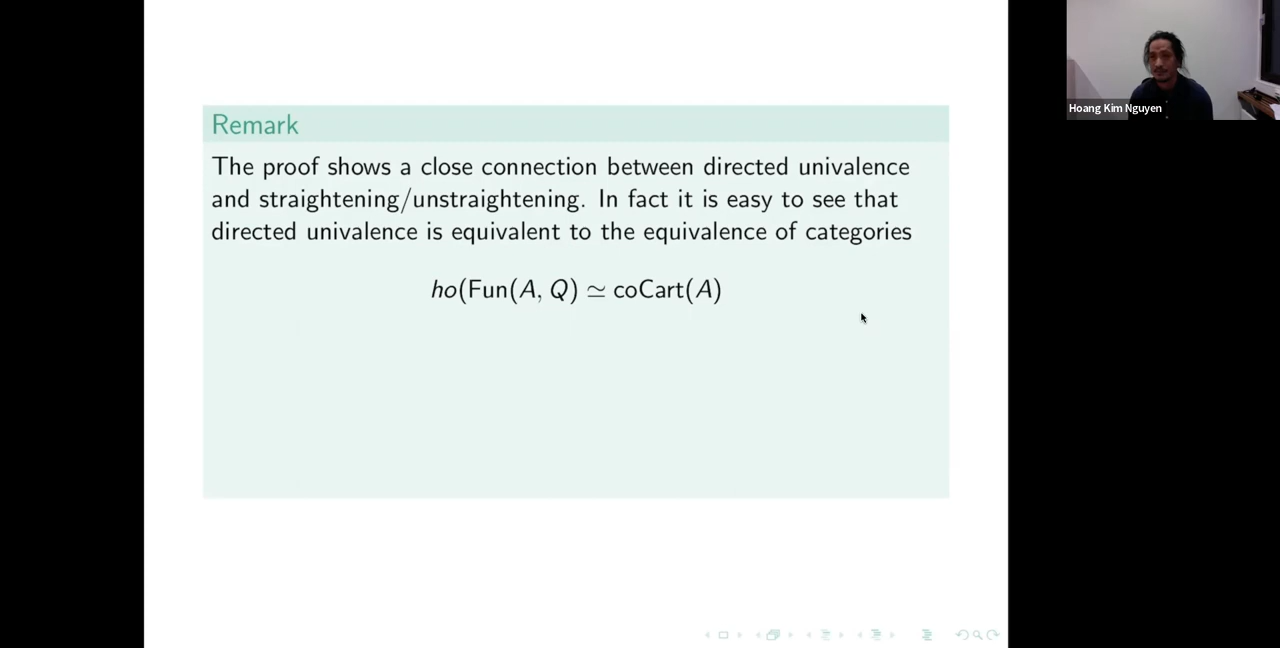 Remark
The proof shows a close connection between directed univalence
and straightening/unstraightening. In fact it is easy to see that
directed univalence is equivalent to the equivalence of categories
ho(Fun(A, Q) ≃ coCart(A)
Hoang Kim Nguyen